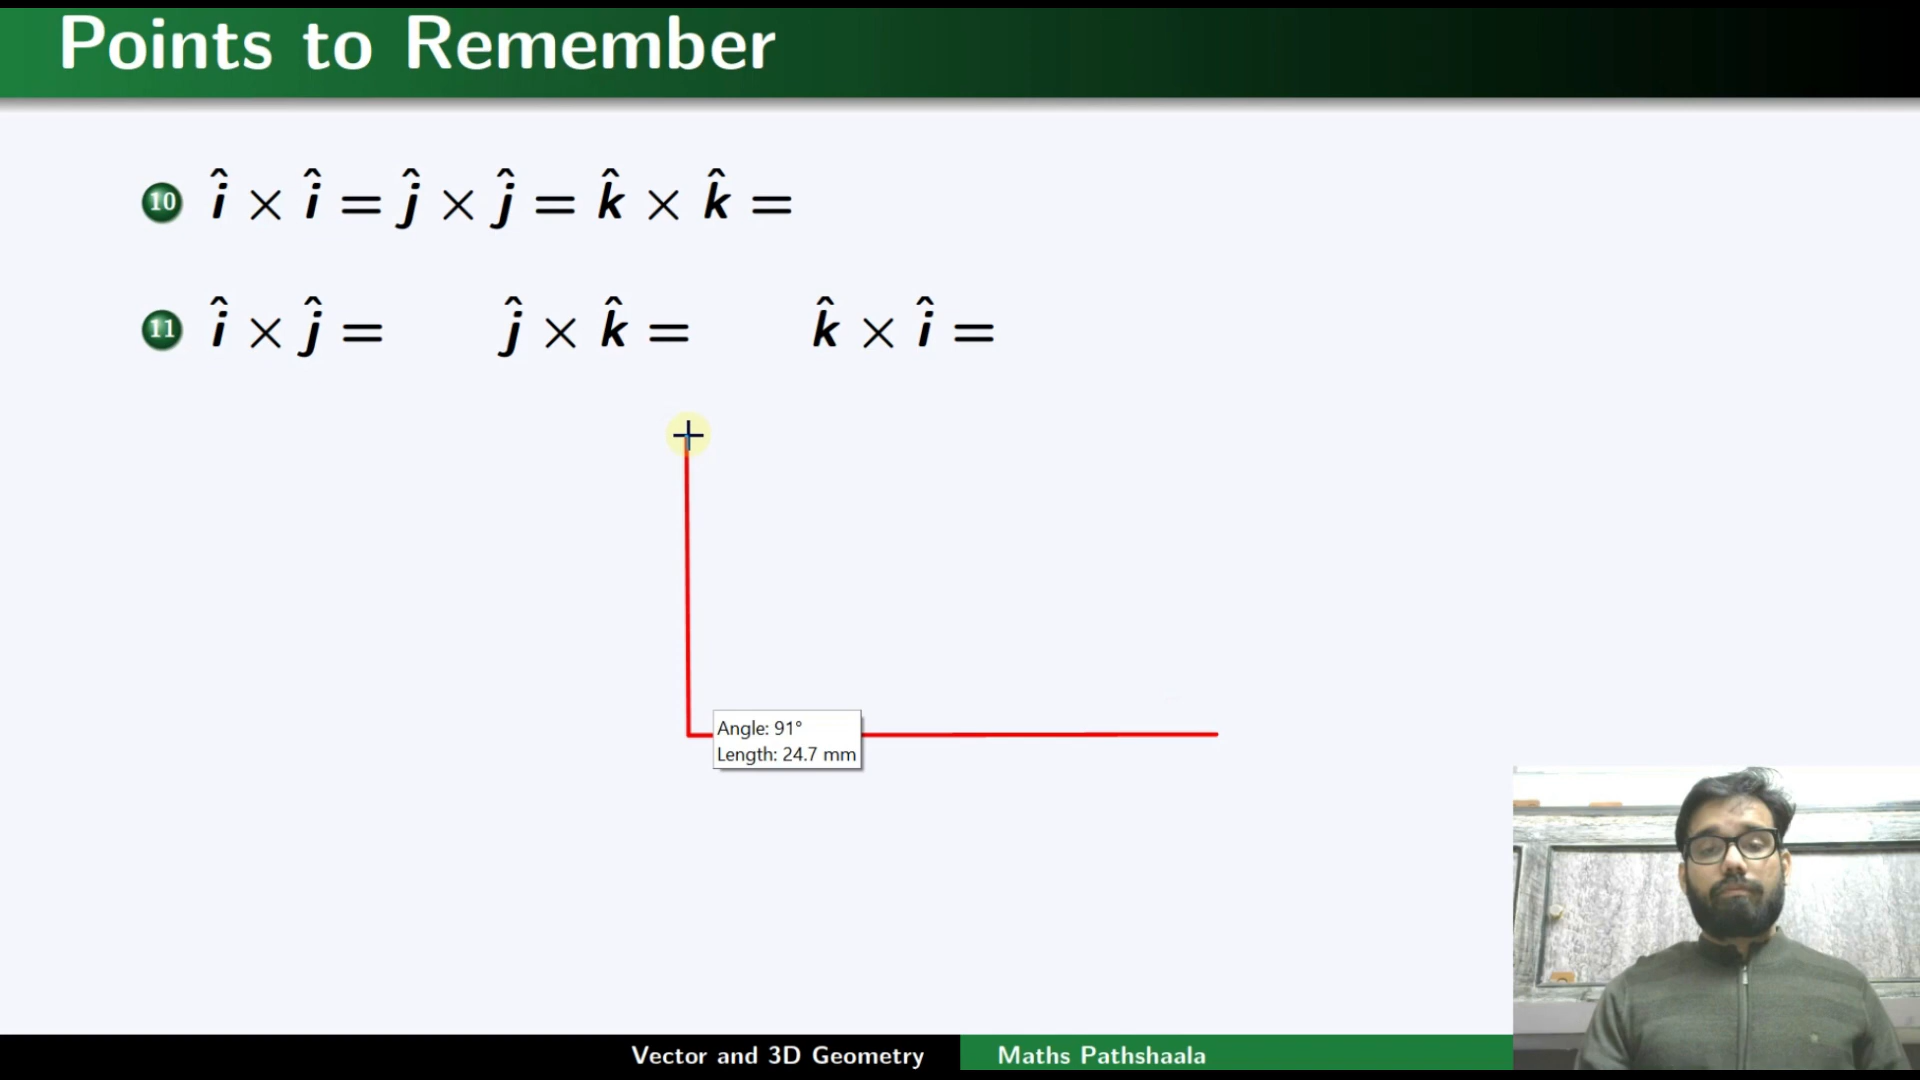 Points to Remember
10 î × î = ĵ × ĵ = k̂ × k̂ =
11 î × ĵ = ĵ × k̂ = k̂ × î =
Angle: 91°
Length: 24.7 mm
Vector and 3D Geometry Maths Pathshaala